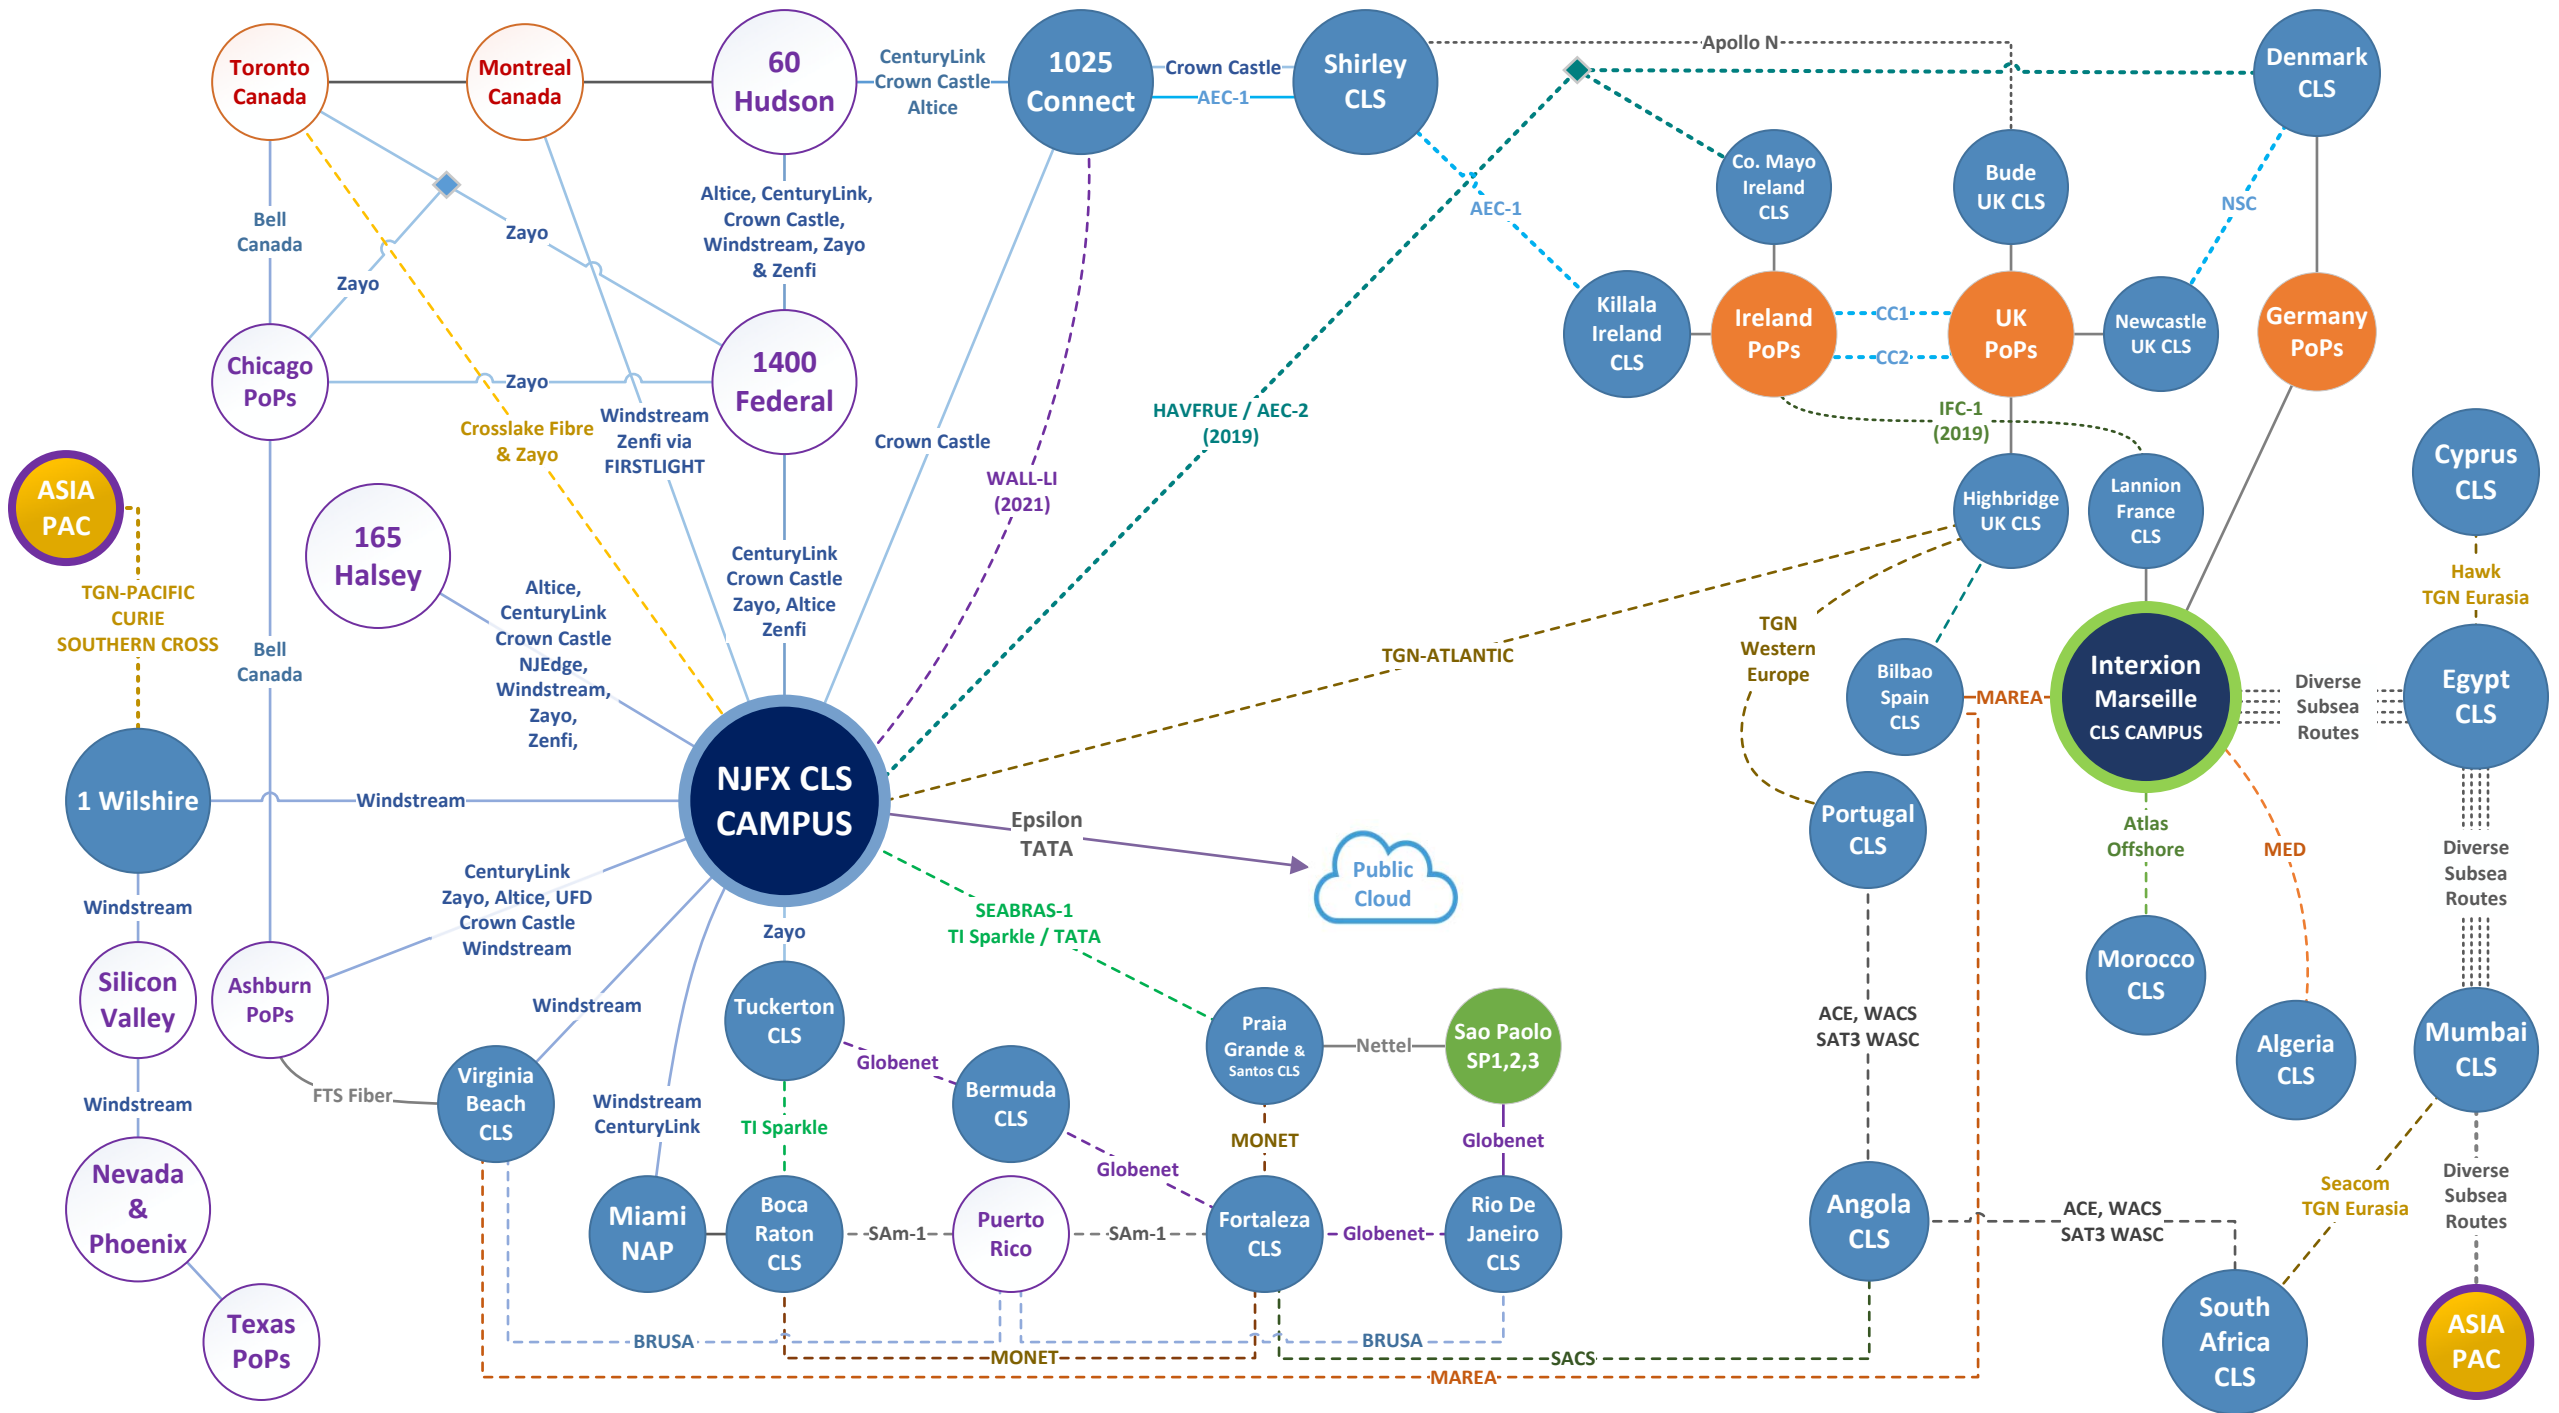 Toronto
Canada
Montreal
Canada
60
Hudson
CenturyLink
Crown Castle
Altice
1025
Connect
Crown Castle
AEC-1
Shirley
CLS
Apollo N
Denmark
CLS
Bell
Canada
Zayo
Zayo
Altice, CenturyLink,
Crown Castle,
Windstream, Zayo
& Zenfi
AEC-1
Co. Mayo
Ireland
CLS
Bude
UK CLS
NSC
Killala
Ireland
CLS
Ireland
PoPs
CC1
CC2
UK
PoPs
Newcastle
UK CLS
Germany
PoPs
Chicago
PoPs
Zayo
1400
Federal
Crosslake Fibre
& Zayo
Windstream
Zenfi via
FIRSTLIGHT
Crown Castle
HAVFRUE / AEC-2
(2019)
IFC-1
(2019)
WALL-LI
(2021)
Highbridge
UK CLS
Lannion
France
CLS
Cyprus
CLS
ASIA
PAC
165
Halsey
TGN-PACIFIC
CURIE
SOUTHERN CROSS
Bell
Canada
Altice,
CenturyLink
Crown Castle
NJEdge,
Windstream,
Zayo,
Zenfi,
CenturyLink
Crown Castle
Zayo, Altice
Zenfi
TGN-ATLANTIC
TGN
Western
Europe
Hawk
TGN Eurasia
Bilbao
Spain
CLS
MAREA
Interxion
Marseille
CLS CAMPUS
Diverse
Subsea
Routes
Egypt
CLS
1 Wilshire
Windstream
NJFX CLS
CAMPUS
Epsilon
TATA
Public
Cloud
Portugal
CLS
Atlas
Offshore
MED
Diverse
Subsea
Routes
Windstream
CenturyLink
Zayo, Altice, UFD
Crown Castle
Windstream
Zayo
SEABRAS-1
TI Sparkle / TATA
Silicon
Valley
Ashburn
PoPs
Windstream
Tuckerton
CLS
Globenet
Praia
Grande &
Santos CLS
Nettel
Sao Paolo
SP1,2,3
ACE, WACS
SAT3 WASC
Morocco
CLS
Algeria
CLS
Mumbai
CLS
Windstream
FTS Fiber
Virginia
Beach
CLS
Windstream
CenturyLink
TI Sparkle
Bermuda
CLS
Globenet
MONET
Globenet
Nevada
&
Phoenix
Miami
NAP
Boca
Raton
CLS
SAm-1
Puerto
Rico
SAm-1
Fortaleza
CLS
Globenet
Rio De
Janeiro
CLS
Angola
CLS
ACE, WACS
SAT3 WASC
Seacom
TGN Eurasia
Diverse
Subsea
Routes
Texas
PoPs
BRUSA
MONET
BRUSA
SACS
MAREA
South
Africa
CLS
ASIA
PAC